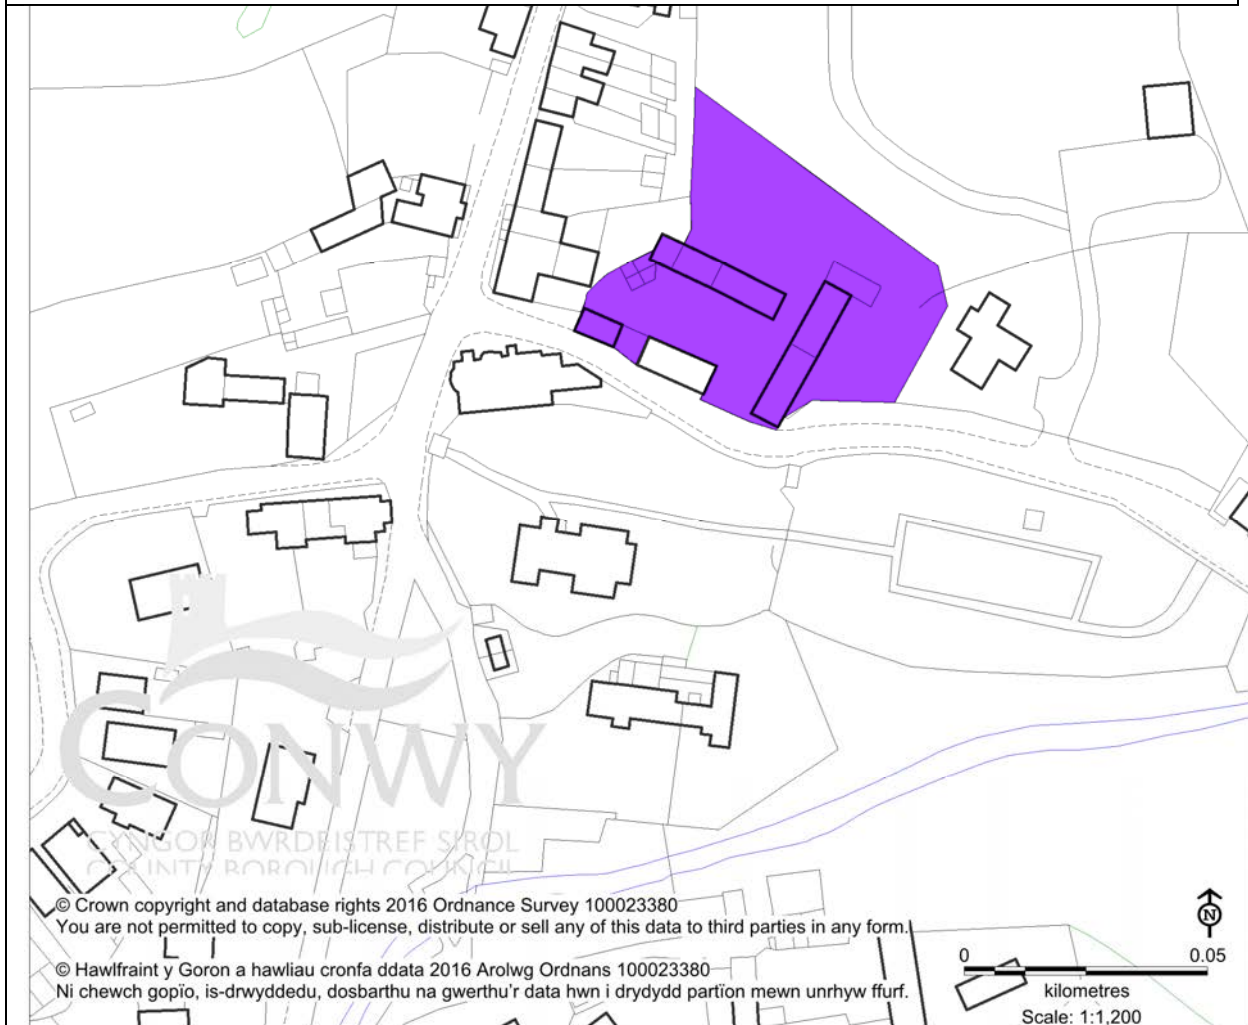 CONWY
CYNGOR BWRDEISTREF SIROL
COUNTY BOROUGH COUNCIL
© Crown copyright and database rights 2016 Ordnance Survey 100023380
You are not permitted to copy, sub-license, distribute or sell any of this data to third parties in any form.
© Hawlfraint y Goron a hawliau cronfa ddata 2016 Arolwg Ordnans 100023380
Ni chewch gopïo, is-drwyddedu, dosbarthu na gwerthu'r data hwn i drydydd partïon mewn unrhyw ffurf.
N
0 0.05
kilometres
Scale: 1:1,200